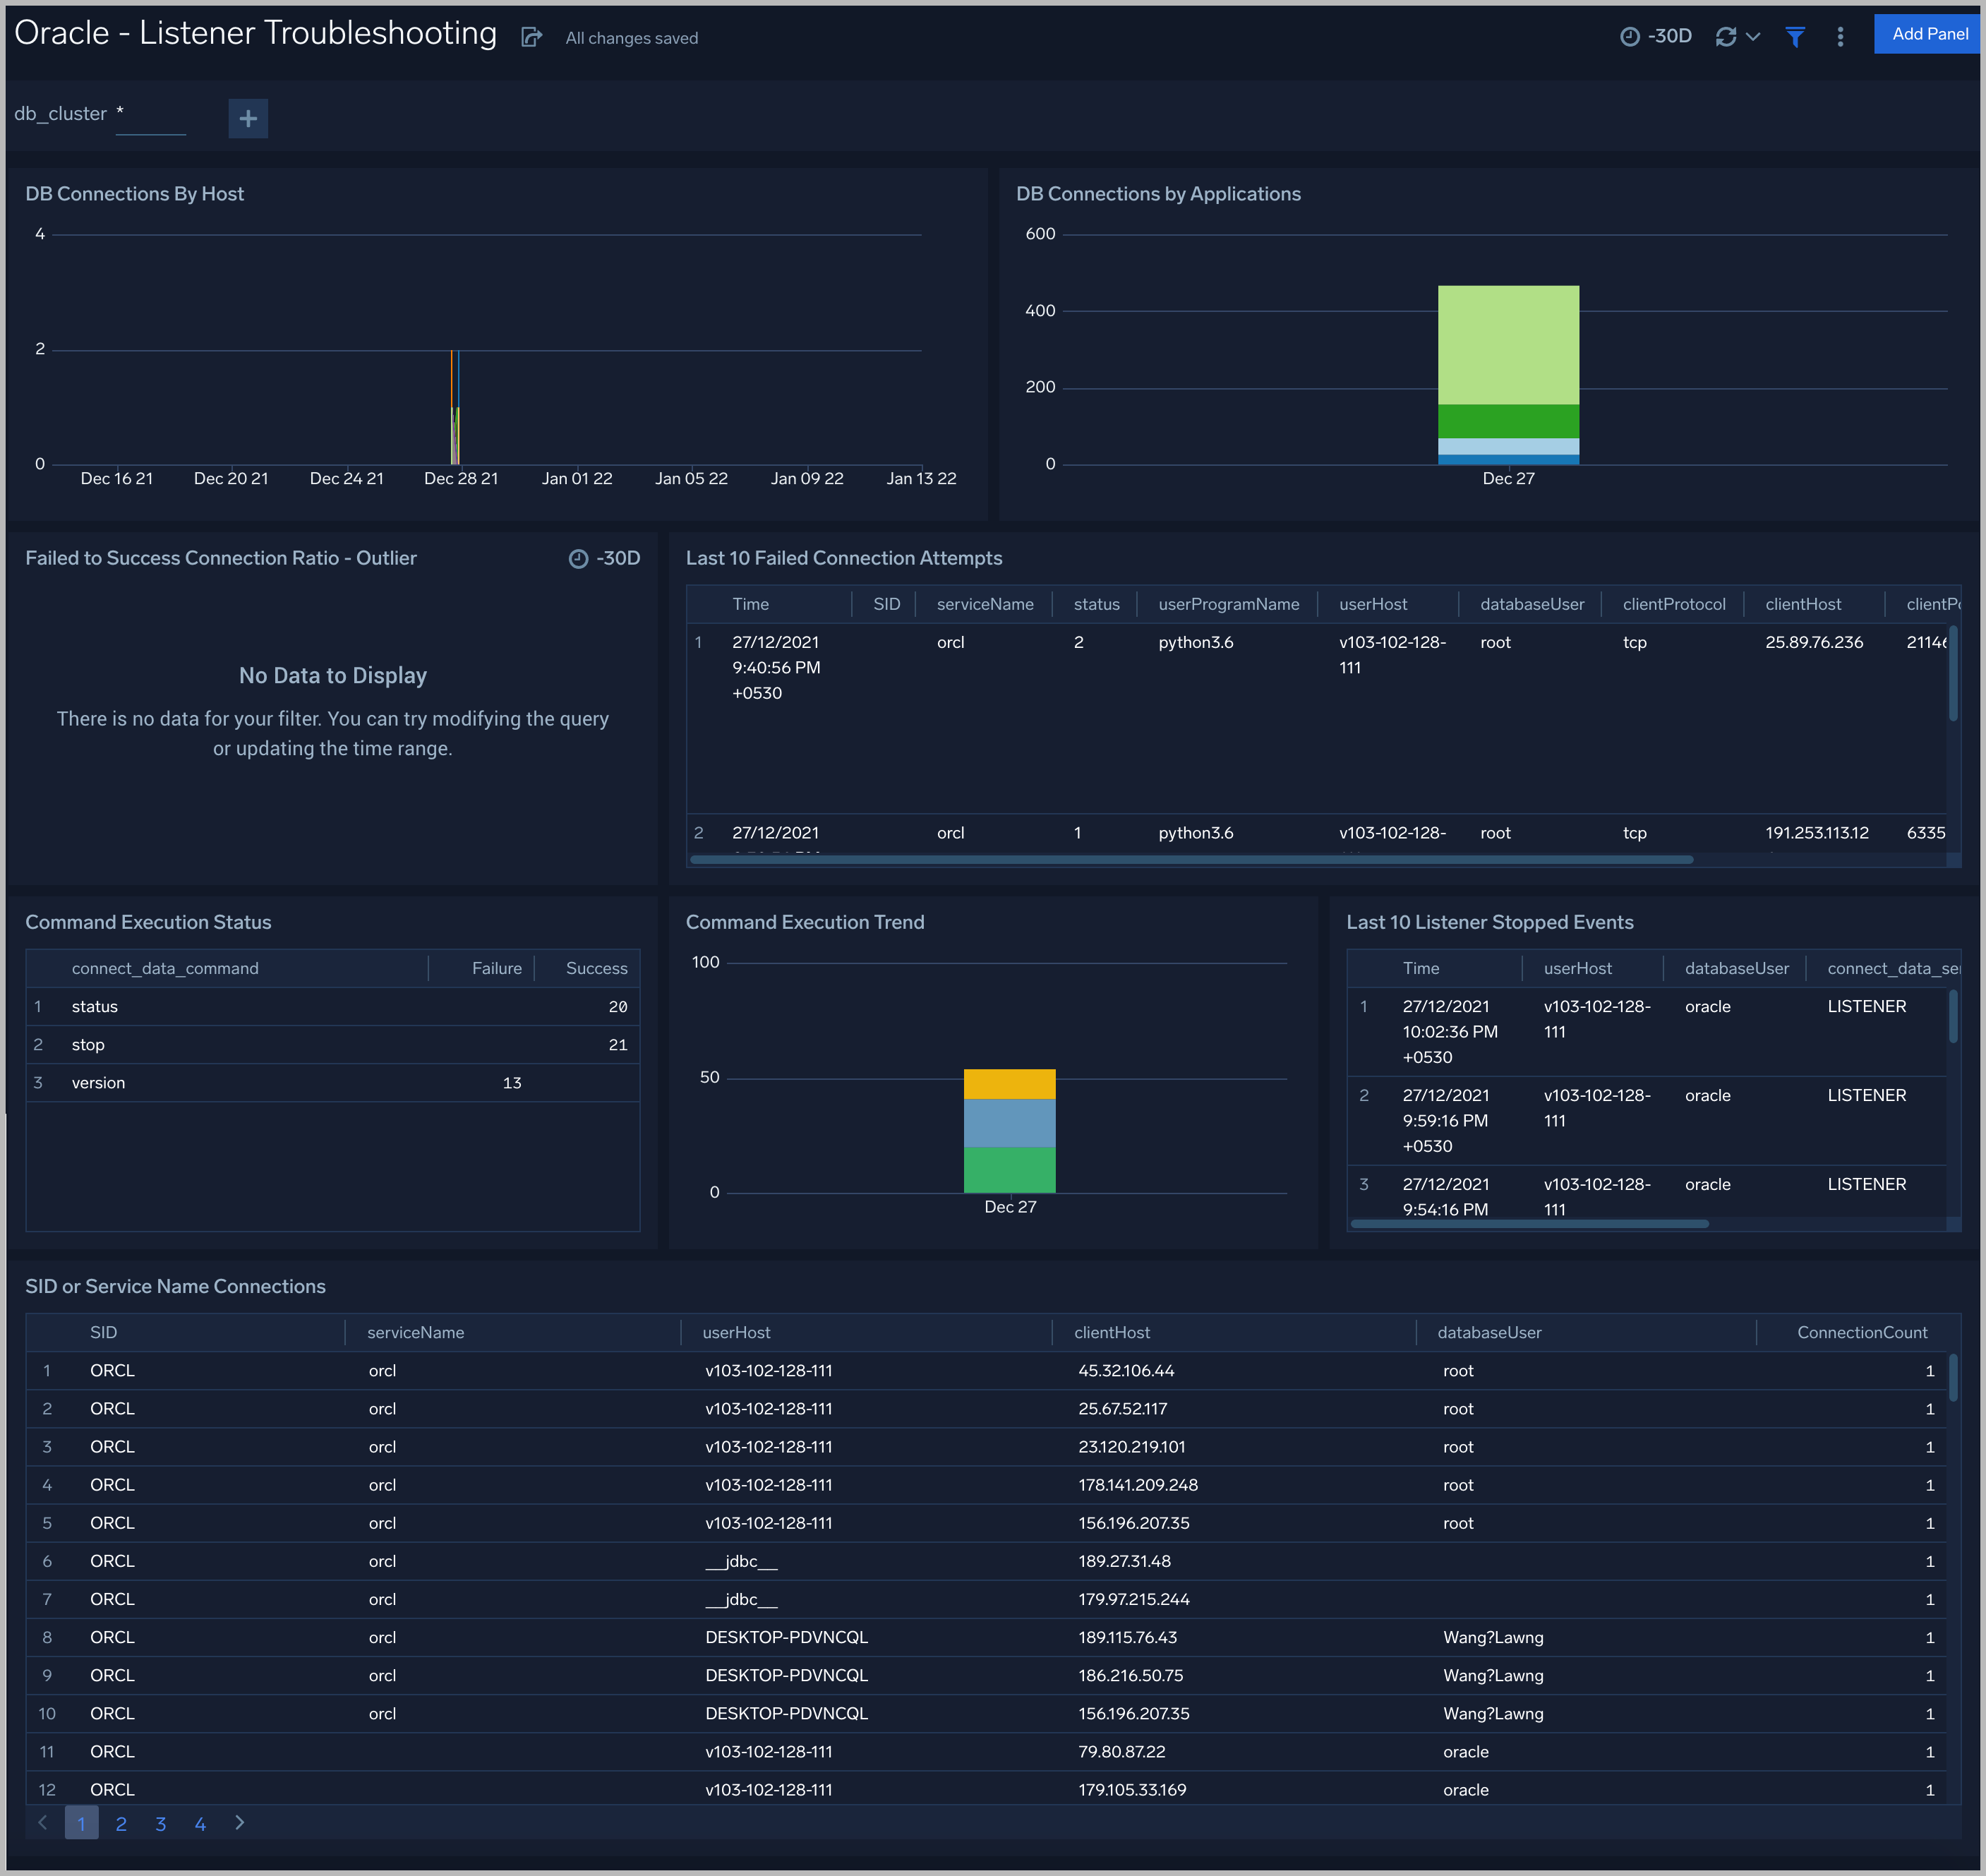 Oracle - Listener Troubleshooting
All changes saved
-30D
Add Panel
db_cluster *
DB Connections By Host
4
2
0
Dec 16 21 Dec 20 21 Dec 24 21 Dec 28 21 Jan 01 22 Jan 05 22 Jan 09 22 Jan 13 22
DB Connections by Applications
600
400
200
0
Dec 27
Failed to Success Connection Ratio - Outlier -30D
No Data to Display
There is no data for your filter. You can try modifying the query
or updating the time range.
Last 10 Failed Connection Attempts
Time SID serviceName status userProgramName userHost databaseUser clientProtocol clientHost
1 27/12/2021 orcl 2 python3.6 v103-102-128- root tcp 25.89.76.236
9:40:56 PM 111
+0530
2 27/12/2021 orcl 1 python3.6 v103-102-128- root tcp 191.253.113.12 6335
Command Execution Status
connect_data_command Failure Success
1 status 20
2 stop 21
3 version 13
Command Execution Trend
100
50
0
Dec 27
Last 10 Listener Stopped Events
Time userHost databaseUser connect_data_se
1 27/12/2021 v103-102-128- oracle LISTENER
10:02:36 PM 111
+0530
2 27/12/2021 v103-102-128- oracle LISTENER
9:59:16 PM 111
+0530
3 27/12/2021 v103-102-128- oracle LISTENER
9:54:16 PM 111
SID or Service Name Connections
SID serviceName userHost clientHost databaseUser ConnectionCount
1 ORCL orcl v103-102-128-111 45.32.106.44 root 1
2 ORCL orcl v103-102-128-111 25.67.52.117 root 1
3 ORCL orcl v103-102-128-111 23.120.219.101 root 1
4 ORCL orcl v103-102-128-111 178.141.209.248 root 1
5 ORCL orcl v103-102-128-111 156.196.207.35 root 1
6 ORCL orcl __jdbc__ 189.27.31.48 1
7 ORCL orcl __jdbc__ 179.97.215.244 1
8 ORCL orcl DESKTOP-PDVNCQL 189.115.76.43 Wang?Lawng 1
9 ORCL orcl DESKTOP-PDVNCQL 186.216.50.75 Wang?Lawng 1
10 ORCL orcl DESKTOP-PDVNCQL 156.196.207.35 Wang?Lawng 1
11 ORCL v103-102-128-111 79.80.87.22 oracle 1
12 ORCL v103-102-128-111 179.105.33.169 oracle 1
1 2 3 4